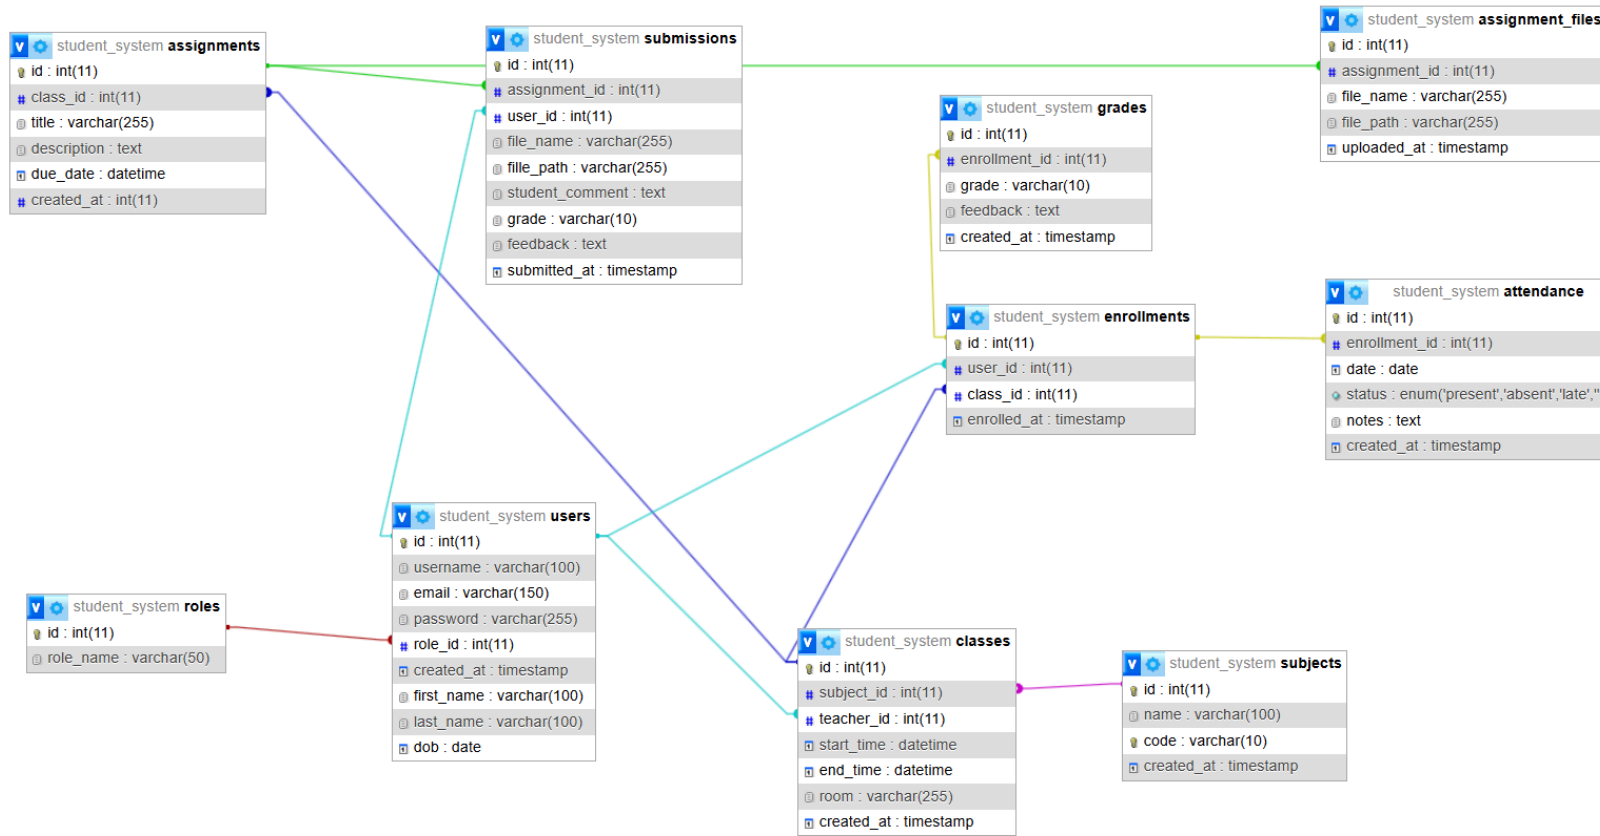 student_system assignments
id : int(11)
class_id : int(11)
title : varchar(255)
description : text
due_date : datetime
created_at : int(11)
student_system submissions
id : int(11)
assignment_id : int(11)
user_id : int(11)
file_name : varchar(255)
fille_path : varchar(255)
student_comment : text
grade : varchar(10)
feedback : text
submitted_at : timestamp
student_system assignment_files
id : int(11)
assignment_id : int(11)
file_name : varchar(255)
file_path : varchar(255)
uploaded_at : timestamp
student_system grades
id : int(11)
enrollment_id : int(11)
grade : varchar(10)
feedback : text
created_at : timestamp
student_system enrollments
id : int(11)
user_id : int(11)
class_id : int(11)
enrolled_at : timestamp
student_system attendance
id : int(11)
enrollment_id : int(11)
date : date
status : enum('present','absent','late',''
notes : text
created_at : timestamp
student_system users
id : int(11)
username : varchar(100)
email : varchar(150)
password : varchar(255)
role_id : int(11)
created_at : timestamp
first_name : varchar(100)
last_name : varchar(100)
dob : date
student_system roles
id : int(11)
role_name : varchar(50)
student_system classes
id : int(11)
subject_id : int(11)
teacher_id : int(11)
start_time : datetime
end_time : datetime
room : varchar(255)
created_at : timestamp
student_system subjects
id : int(11)
name : varchar(100)
code : varchar(10)
created_at : timestamp